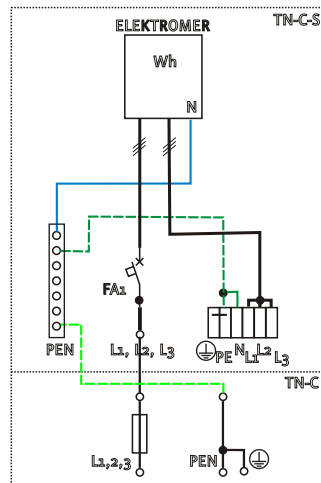 TN-C-S
ELEKTROMER
Wh
N
FA1
PEN
L1, L2, L3
PE N L1 L2 L3
TN-C
L1,2,3
PEN